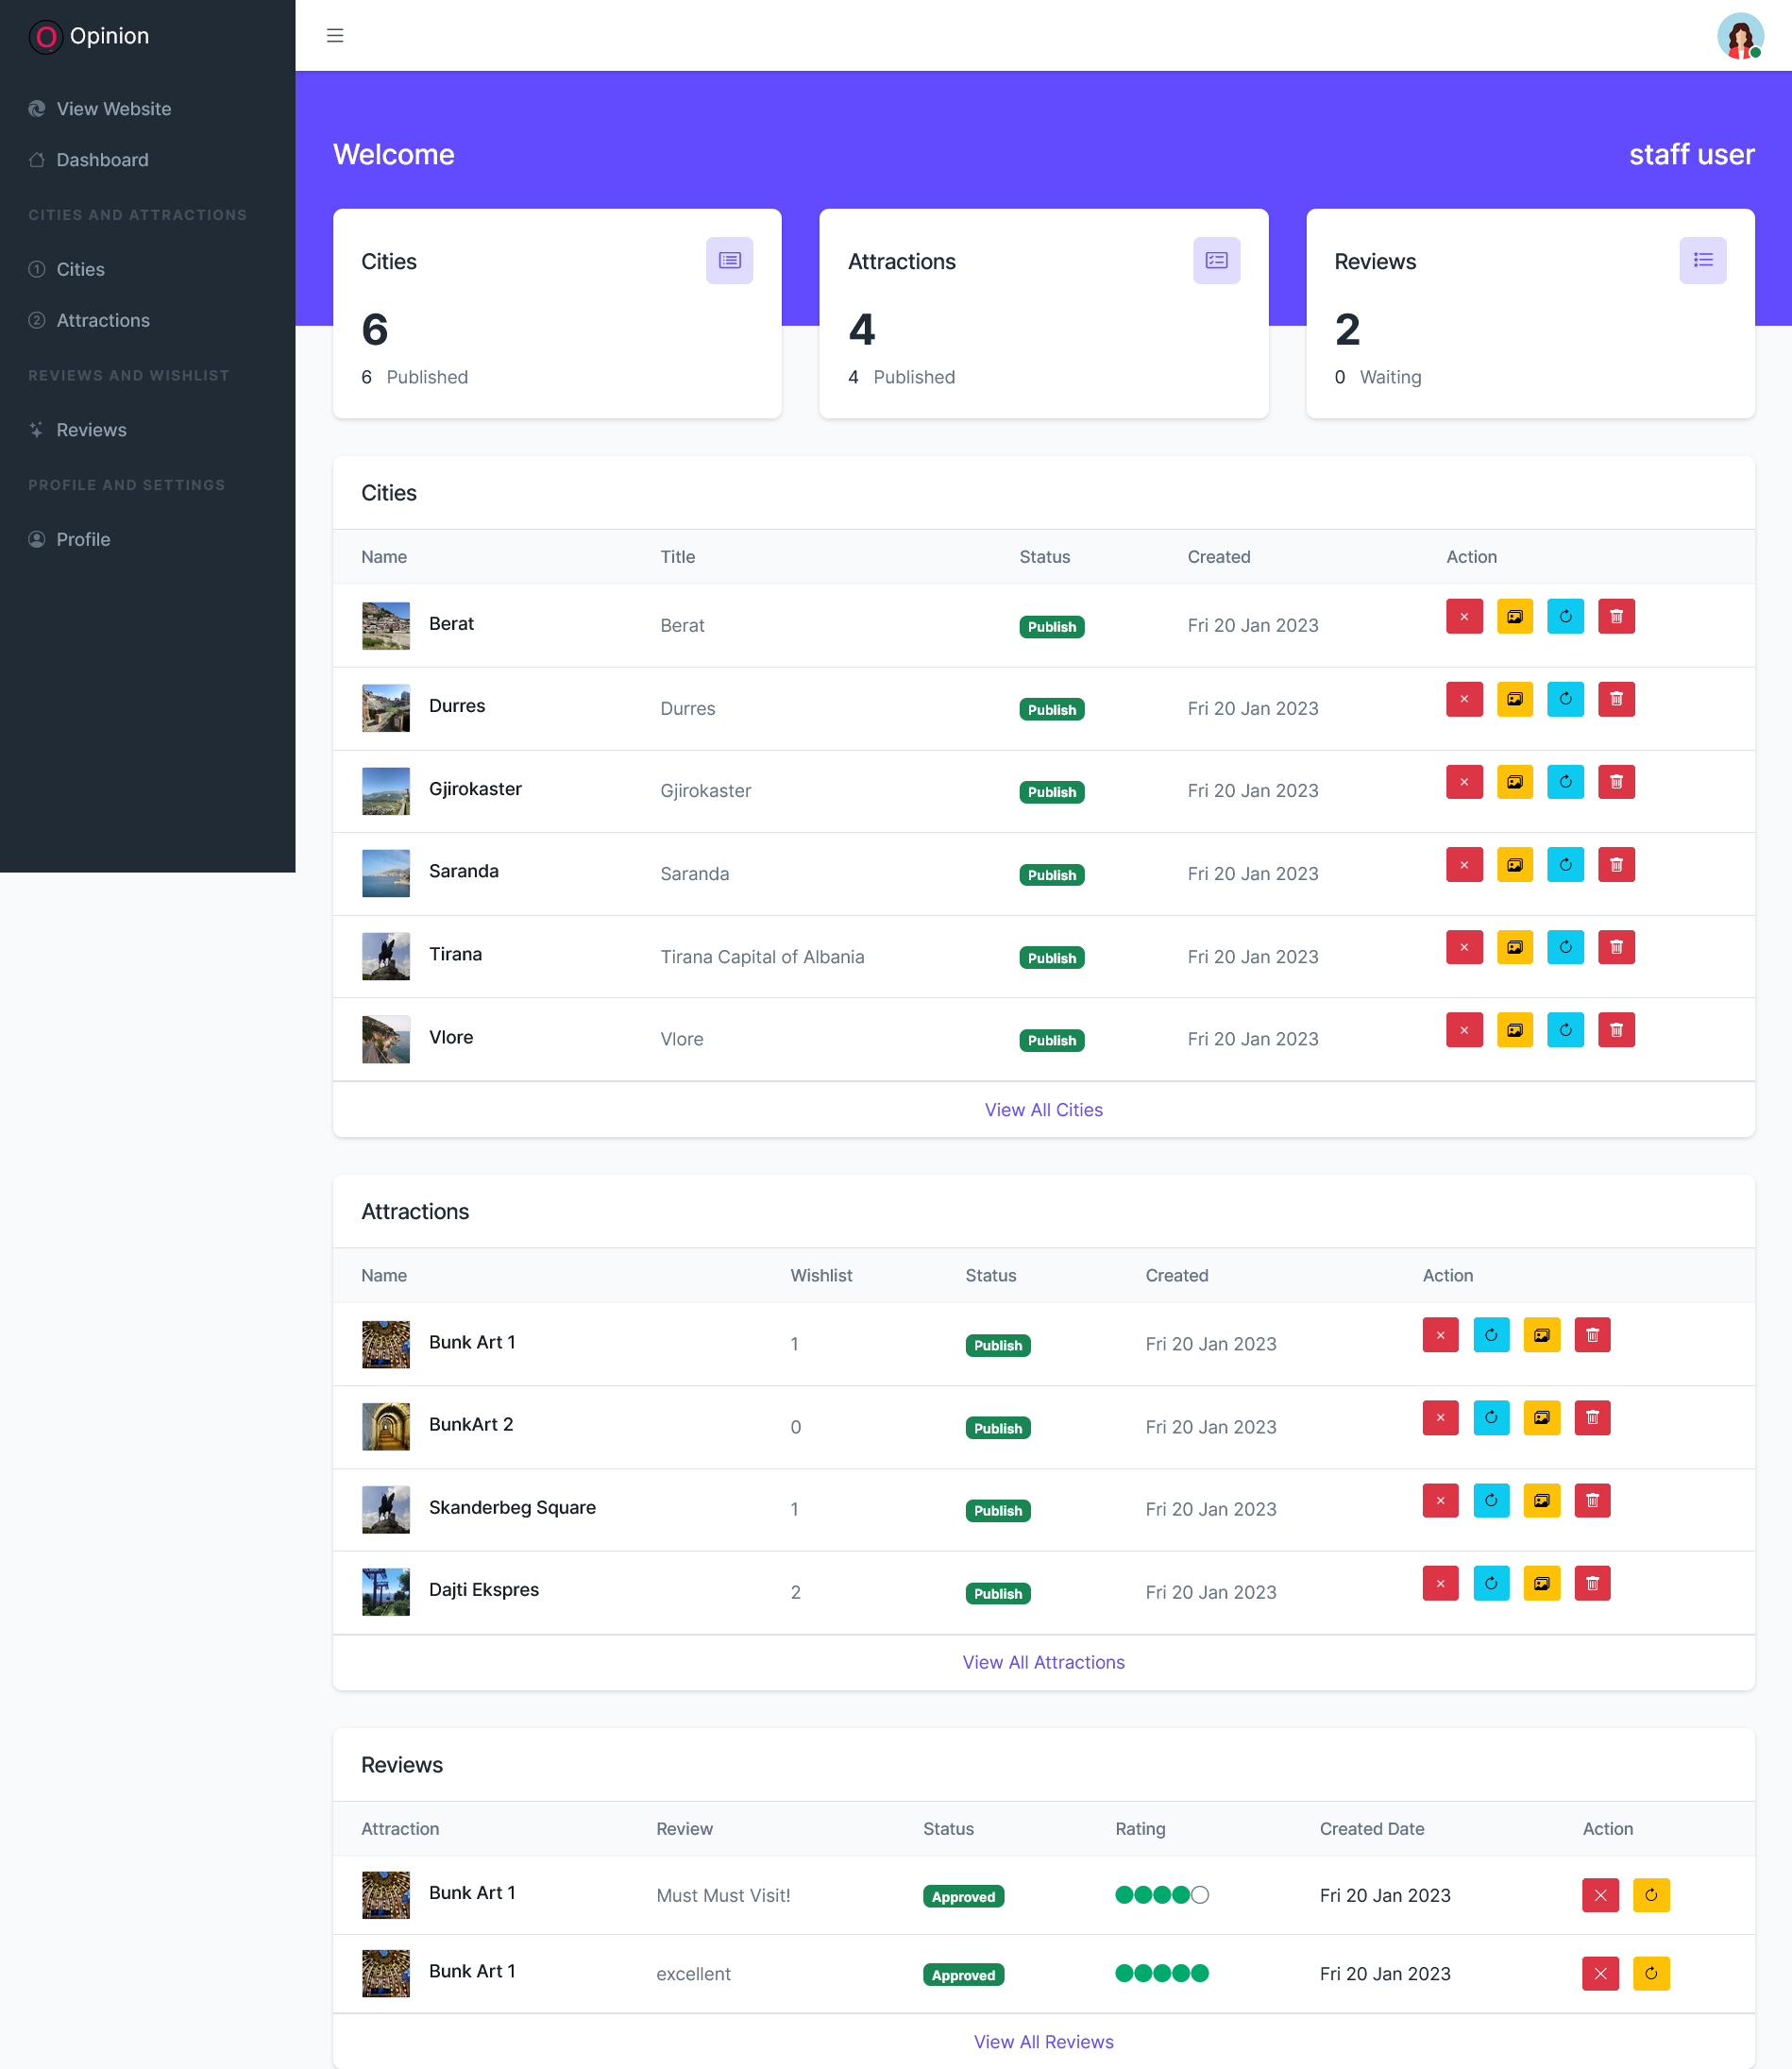 Opinion
View Website
Dashboard
CITIES AND ATTRACTIONS
1 Cities
2 Attractions
REVIEWS AND WISHLIST
Reviews
PROFILE AND SETTINGS
Profile
Welcome
staff user
Cities
6
6 Published
Attractions
4
4 Published
Reviews
2
0 Waiting
Cities
Name Title Status Created Action
Berat Berat Publish Fri 20 Jan 2023
Durres Durres Publish Fri 20 Jan 2023
Gjirokaster Gjirokaster Publish Fri 20 Jan 2023
Saranda Saranda Publish Fri 20 Jan 2023
Tirana Tirana Capital of Albania Publish Fri 20 Jan 2023
Vlore Vlore Publish Fri 20 Jan 2023
View All Cities
Attractions
Name Wishlist Status Created Action
Bunk Art 1 1 Publish Fri 20 Jan 2023
BunkArt 2 0 Publish Fri 20 Jan 2023
Skanderbeg Square 1 Publish Fri 20 Jan 2023
Dajti Ekspres 2 Publish Fri 20 Jan 2023
View All Attractions
Reviews
Attraction Review Status Rating Created Date Action
Bunk Art 1 Must Must Visit! Approved Fri 20 Jan 2023
Bunk Art 1 excellent Approved Fri 20 Jan 2023
View All Reviews